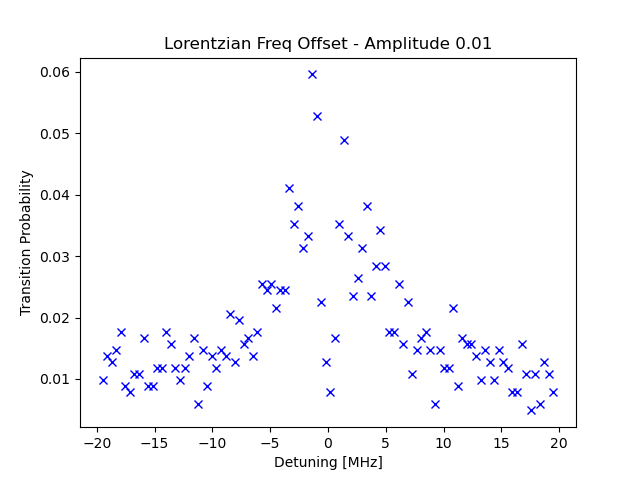 Lorentzian Freq Offset - Amplitude 0.01
Transition Probability
0.06
0.05
0.04
0.03
0.02
0.01
−20 −15 −10 −5 0 5 10 15 20
Detuning [MHz]